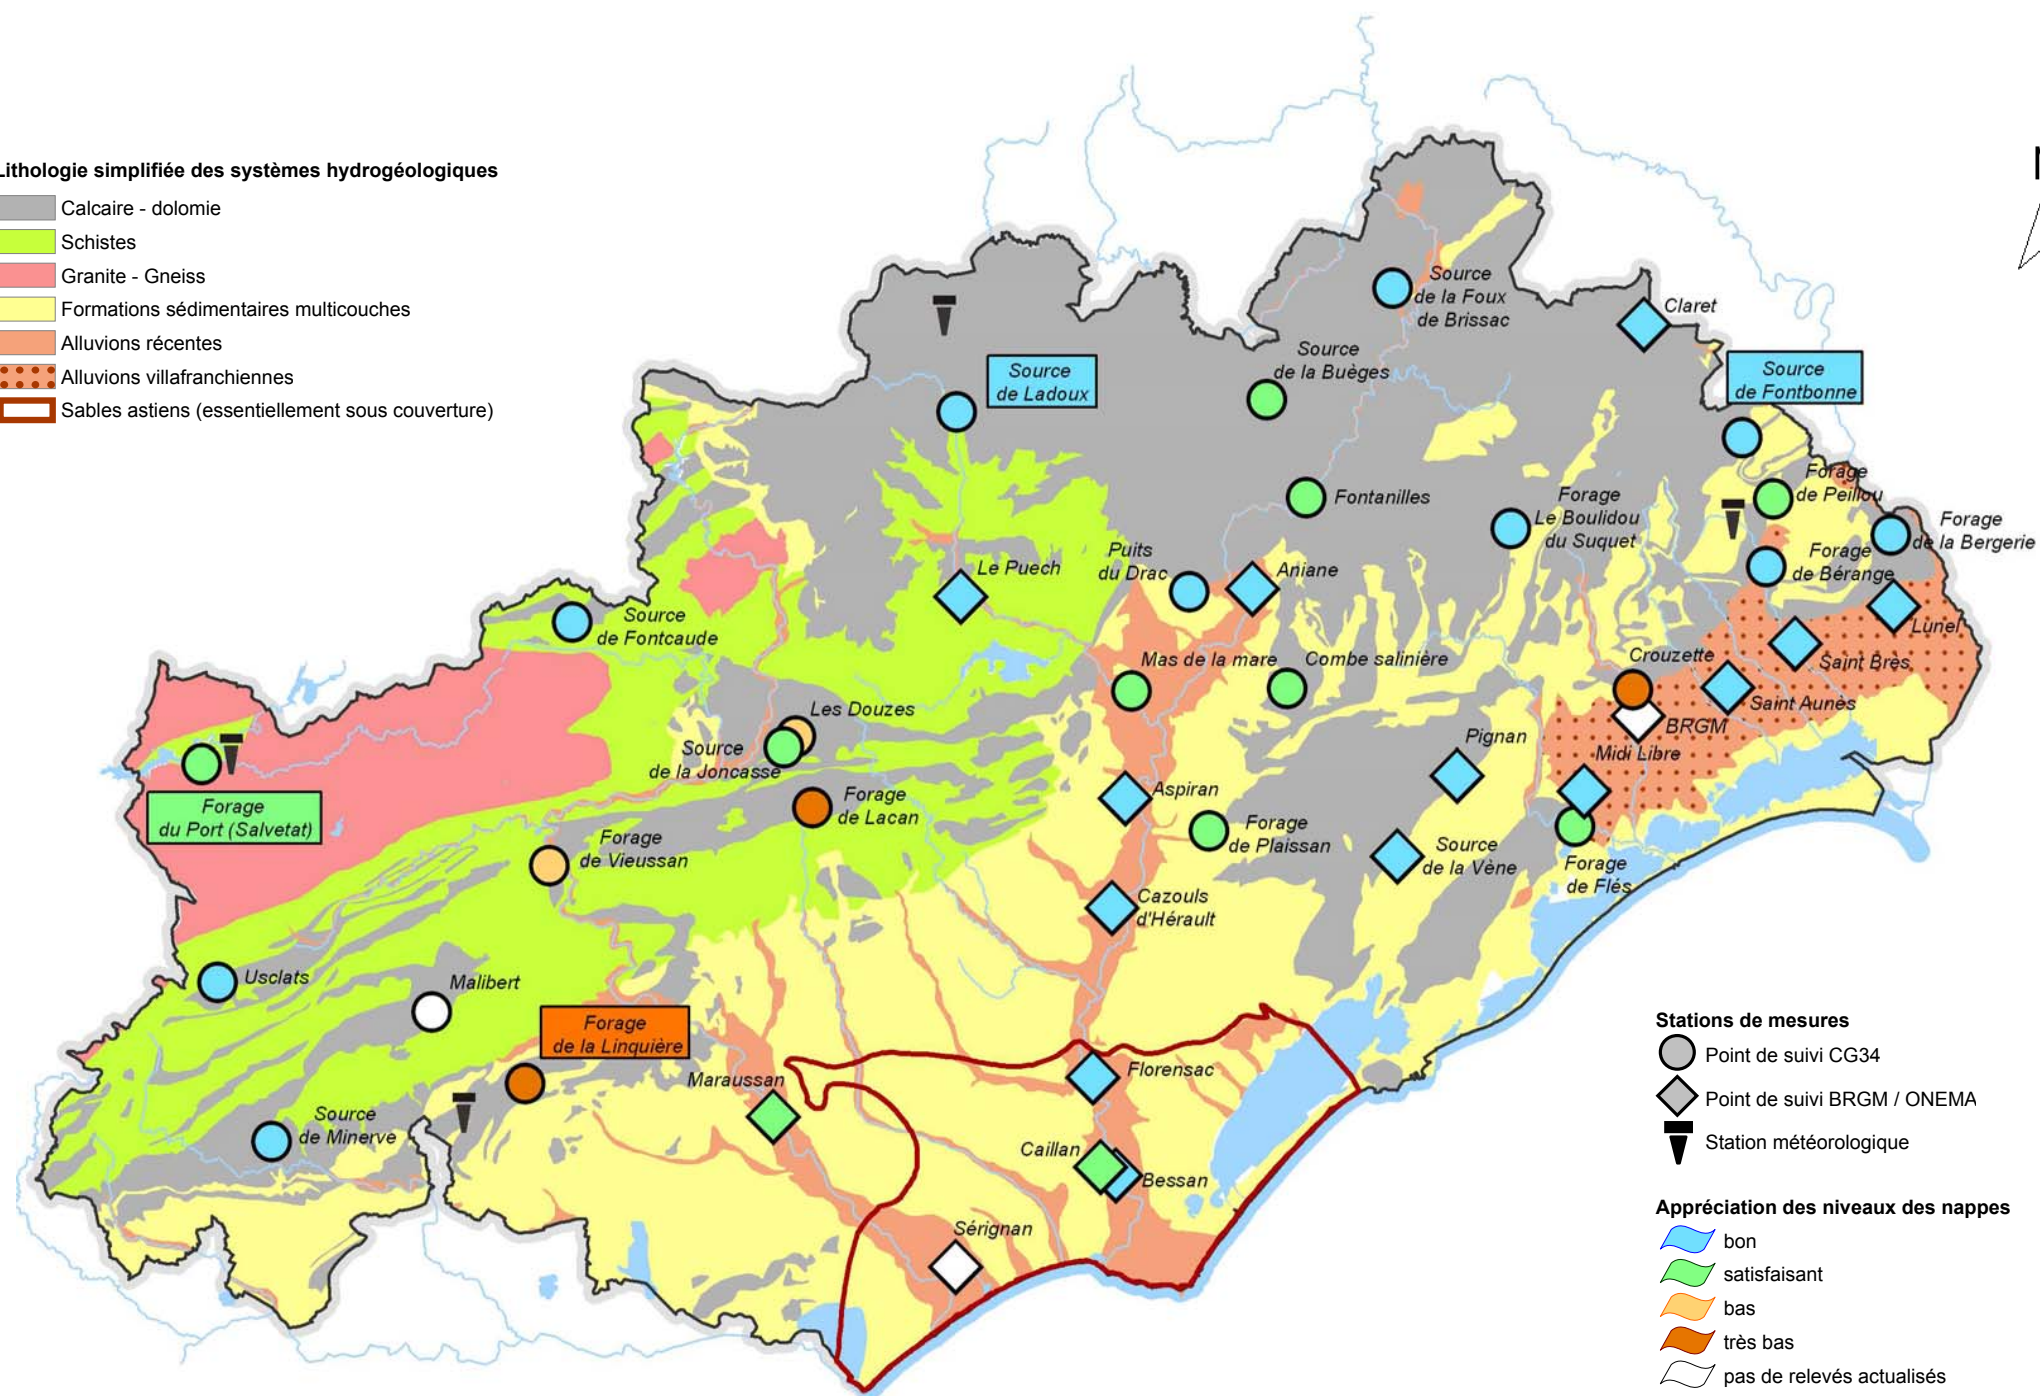 Lithologie simplifiée des systèmes hydrogéologiques
Calcaire - dolomie
Schistes
Granite - Gneiss
Formations sédimentaires multicouches
Alluvions récentes
Alluvions villafranchiennes
Sables astiens (essentiellement sous couverture)
Source
de la Foux
de Brissac
Claret
Source
de Ladoux
Source
de la Buèges
Source
de Fontbonne
Fontanilles
Forage
Le Boulidou
du Suquet
Forage
de Peillou
Forage
de la Bergerie
Forage
de Bérange
Puits
du Drac
Aniane
Le Puech
Source
de Fontcaude
Lunel
Saint Brès
Mas de la mare
Combe salinière
Crouzette
Saint Aunès
BRGM
Les Douzes
Source
de la Joncasse
Pignan
Midi Libre
Forage
du Port (Salvetat)
Forage
de Lacan
Aspiran
Forage
de Plaissan
Forage
de Vieussan
Source
de la Vène
Forage
de Flés
Cazouls
d'Hérault
Usclats
Malibert
Forage
de la Linquière
Maraussan
Florensac
Source
de Minerve
Caillan
Bessan
Sérignan
Stations de mesures
Point de suivi CG34
Point de suivi BRGM / ONEMA
Station météorologique
Appréciation des niveaux des nappes
bon
satisfaisant
bas
très bas
pas de relevés actualisés